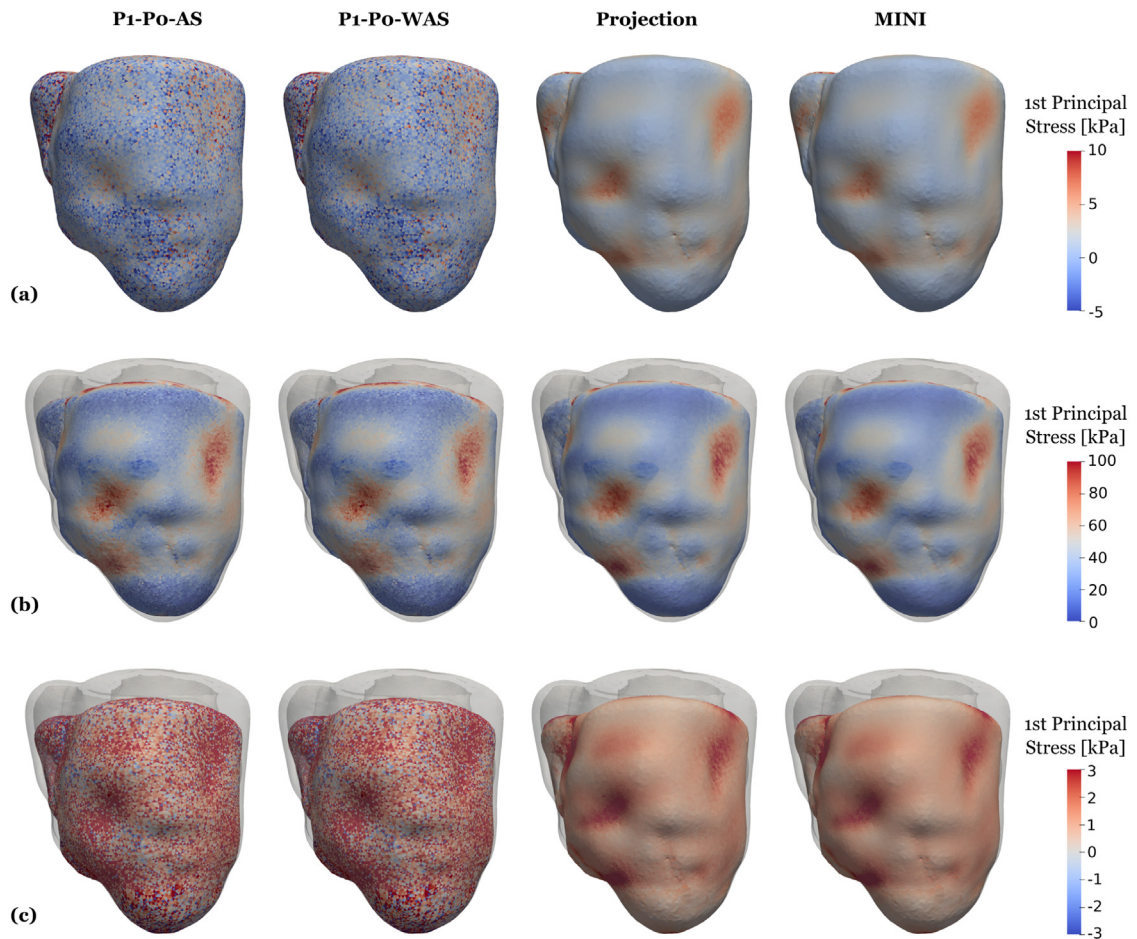 P1-P0-AS
P1-P0-WAS
Projection
MINI
1st Principal
Stress [kPa]
10
5
0
-5
(a)
1st Principal
Stress [kPa]
100
80
60
40
20
0
(b)
1st Principal
Stress [kPa]
3
2
1
0
-1
-2
-3
(c)